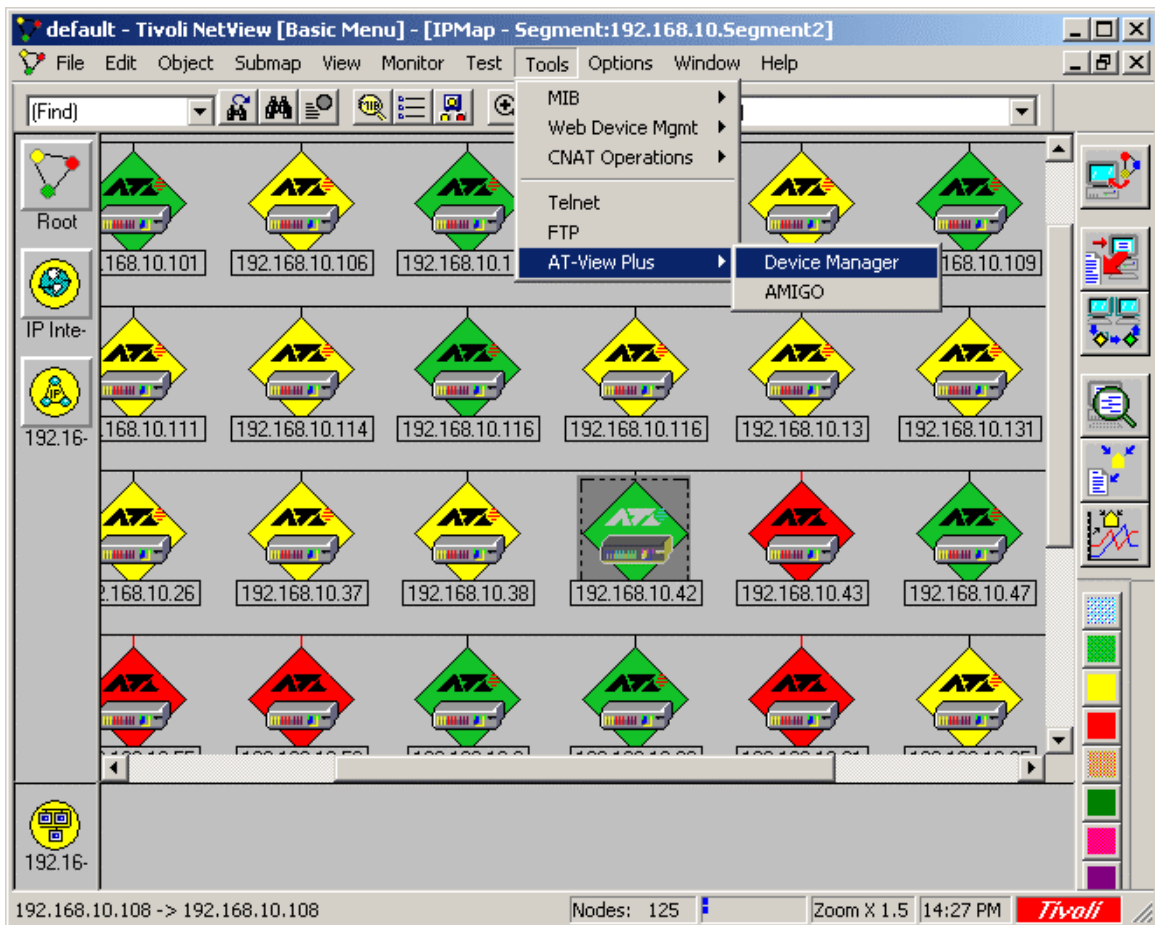 default - Tivoli NetView [Basic Menu] - [IPMap - Segment:192.168.10.Segment2]
File Edit Object Submap View Monitor Test Tools Options Window Help
(Find)
MIB
Web Device Mgmt
CNAT Operations
Telnet
FTP
AT-View Plus
Device Manager
AMIGO
Root
IP Inte-
192.16-
.168.10.101 192.168.10.106 192.168.10.1 168.10.109
.168.10.111 192.168.10.114 192.168.10.116 192.168.10.116 192.168.10.13 192.168.10.131
2.168.10.26 192.168.10.37 192.168.10.38 192.168.10.42 192.168.10.43 192.168.10.47
192.16-
192.168.10.108 -> 192.168.10.108 Nodes: 125 Zoom X 1.5 14:27 PM Tivoli